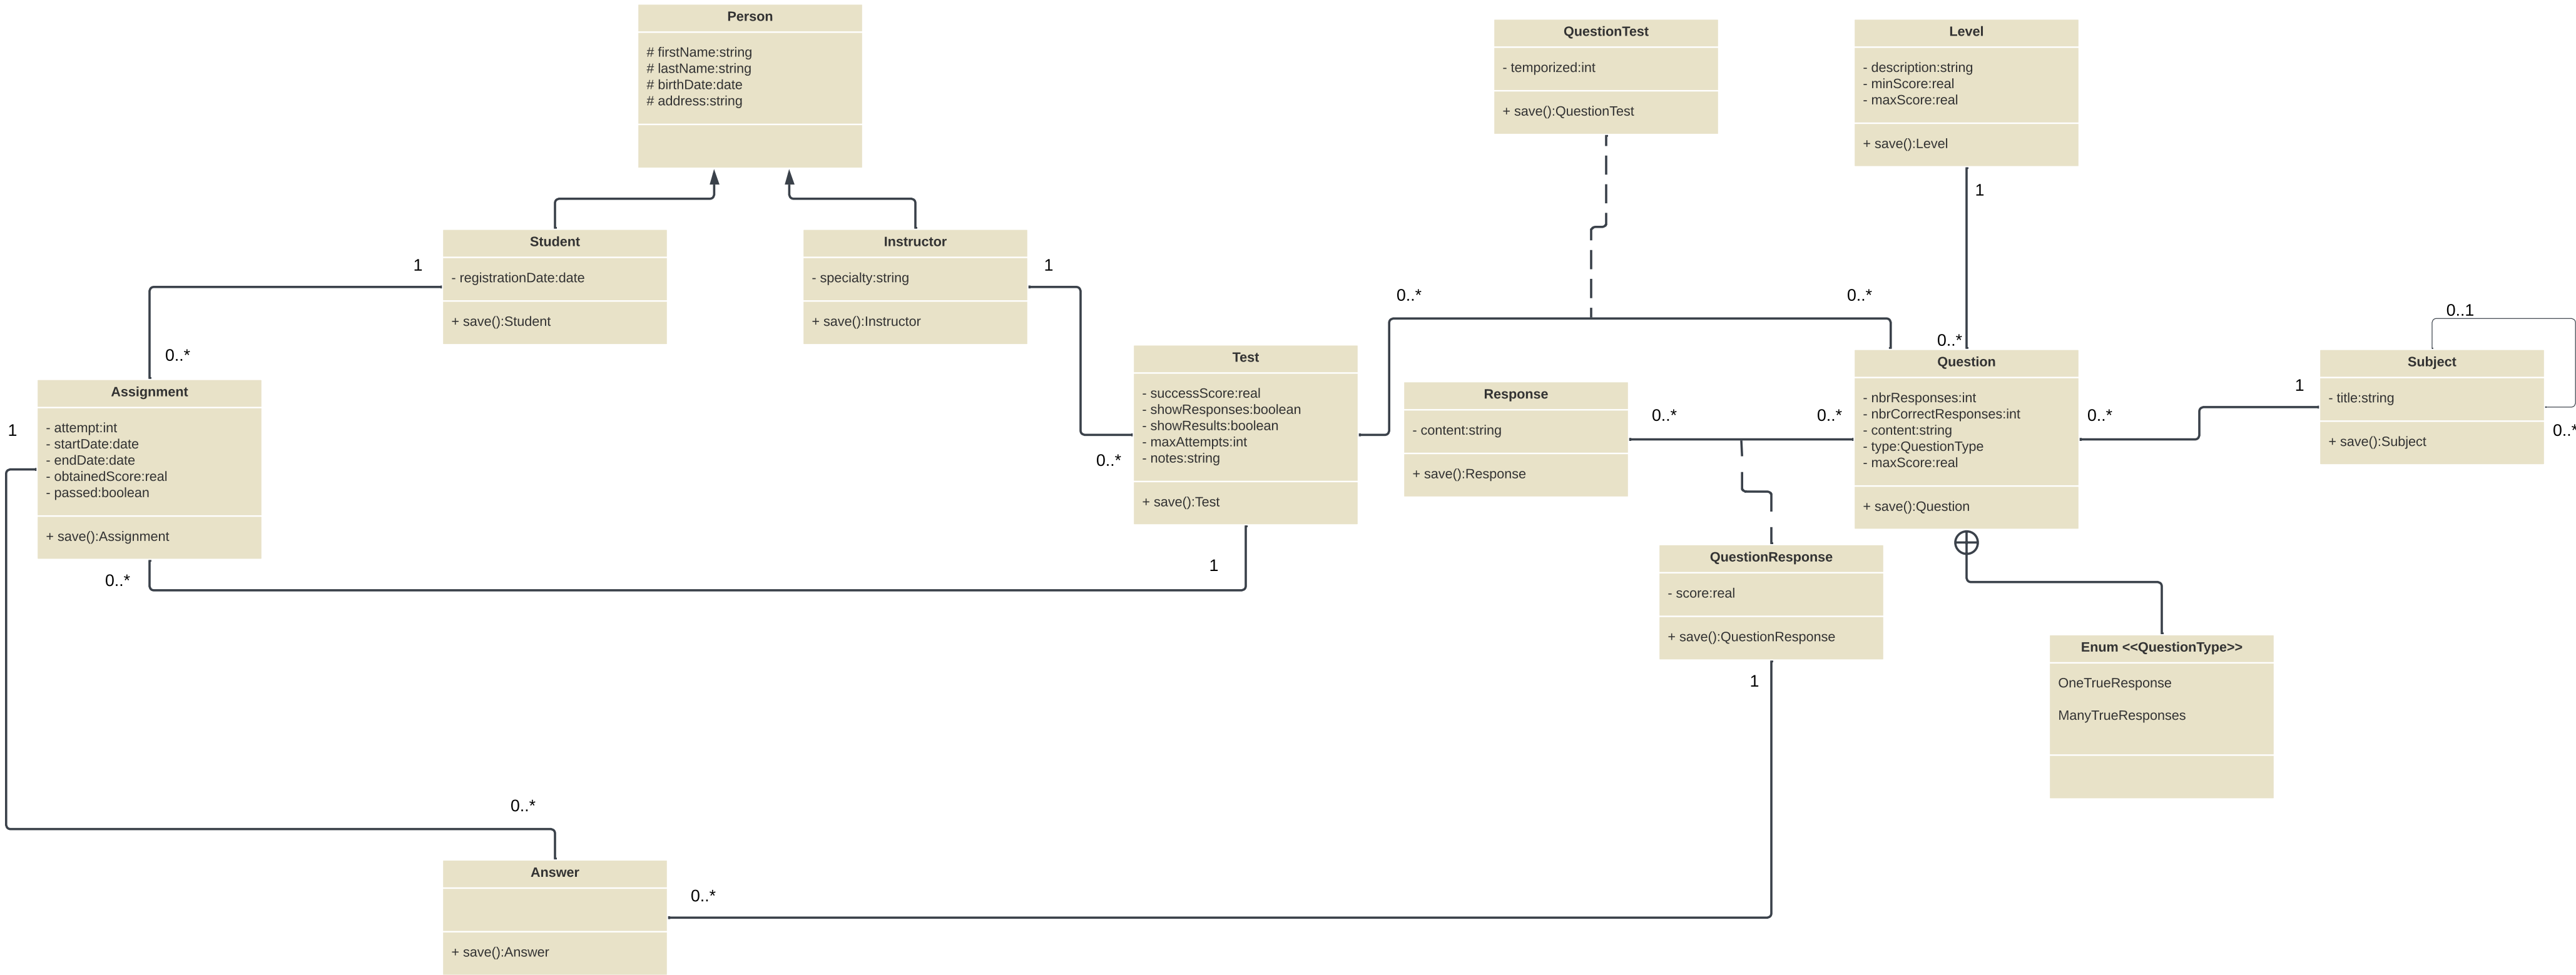 Person
# firstName:string
# lastName:string
# birthDate:date
# address:string
QuestionTest
- temporized:int
+ save():QuestionTest
Level
- description:string
- minScore:real
- maxScore:real
+ save():Level
1
Student
- registrationDate:date
+ save():Student
1
0..*
Instructor
- specialty:string
+ save():Instructor
1
0..*
0..*
0..*
0..*
0..1
Assignment
- attempt:int
- startDate:date
- endDate:date
- obtainedScore:real
- passed:boolean
+ save():Assignment
1
0..*
Test
- successScore:real
- showResponses:boolean
- showResults:boolean
- maxAttempts:int
- notes:string
+ save():Test
1
Response
- content:string
+ save():Response
0..*
0..*
Question
- nbrResponses:int
- nbrCorrectResponses:int
- content:string
- type:QuestionType
- maxScore:real
+ save():Question
0..*
1
Subject
- title:string
+ save():Subject
0..*
QuestionResponse
- score:real
+ save():QuestionResponse
1
Enum <<QuestionType>>
OneTrueResponse
ManyTrueResponses
0..*
Answer
+ save():Answer
0..*